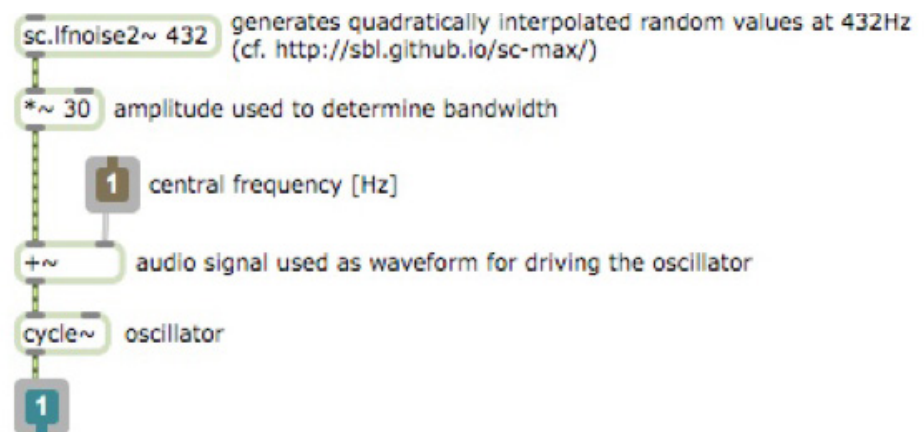 sc.lfnoise2~ 432
generates quadratically interpolated random values at 432Hz
(cf. http://sbl.github.io/sc-max/)
*~ 30
amplitude used to determine bandwidth
1
central frequency [Hz]
+~
audio signal used as waveform for driving the oscillator
cycle~
oscillator
1